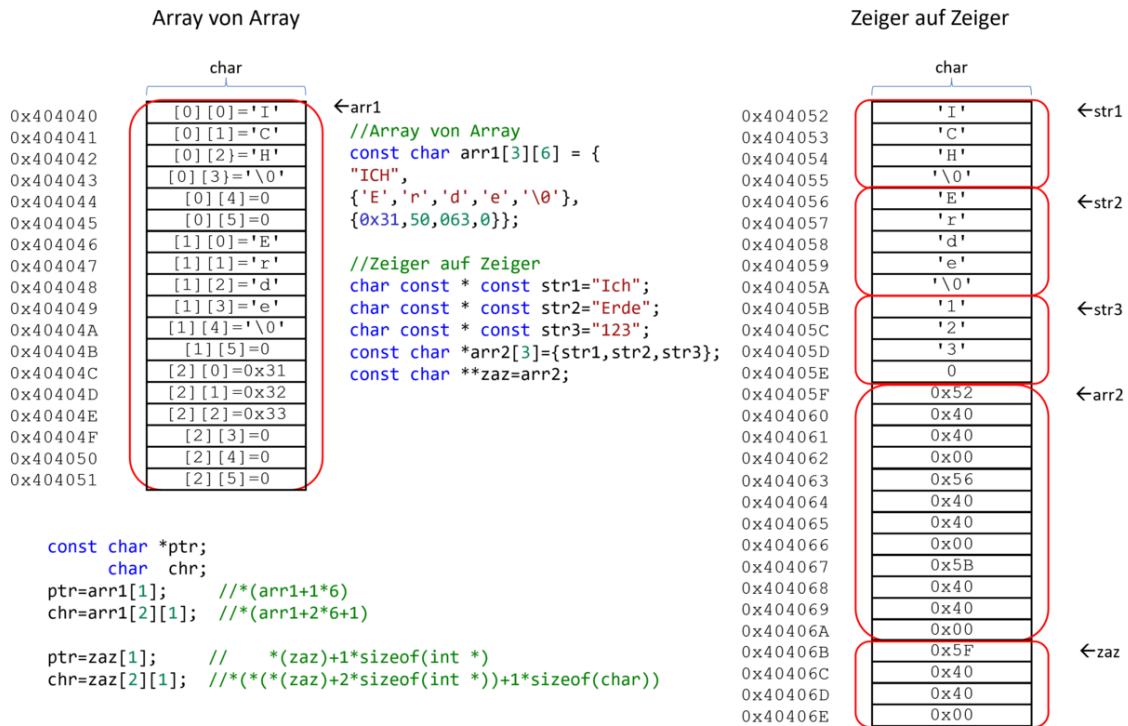 Array von Array
char
0x404040 [0][0]='I' ←arr1
0x404041 [0][1]='C'
0x404042 [0][2}='H'
0x404043 [0][3}='\0'
0x404044 [0][4]=0
0x404045 [0][5]=0
0x404046 [1][0]='E'
0x404047 [1][1]='r'
0x404048 [1][2]='d'
0x404049 [1][3]='e'
0x40404A [1][4]='\0'
0x40404B [1][5]=0
0x40404C [2][0]=0x31
0x40404D [2][1]=0x32
0x40404E [2][2]=0x33
0x40404F [2][3]=0
0x404050 [2][4]=0
0x404051 [2][5]=0
//Array von Array
const char arr1[3][6] = {
"ICH",
{'E','r','d','e','\0'},
{0x31,50,063,0}};
//Zeiger auf Zeiger
char const * const str1="Ich";
char const * const str2="Erde";
char const * const str3="123";
const char *arr2[3]={str1,str2,str3};
const char **zaz=arr2;
const char *ptr;
char chr;
ptr=arr1[1]; //*(arr1+1*6)
chr=arr1[2][1]; //*(arr1+2*6+1)
ptr=zaz[1]; // *(zaz)+1*sizeof(int *)
chr=zaz[2][1]; //*(*(*(zaz)+2*sizeof(int *))+1*sizeof(char))
Zeiger auf Zeiger
char
0x404052 'I' ←str1
0x404053 'C'
0x404054 'H'
0x404055 '\0'
0x404056 'E' ←str2
0x404057 'r'
0x404058 'd'
0x404059 'e'
0x40405A '\0'
0x40405B '1' ←str3
0x40405C '2'
0x40405D '3'
0x40405E 0
0x40405F 0x52 ←arr2
0x404060 0x40
0x404061 0x40
0x404062 0x00
0x404063 0x56
0x404064 0x40
0x404065 0x40
0x404066 0x00
0x404067 0x5B
0x404068 0x40
0x404069 0x40
0x40406A 0x00
0x40406B 0x5F ←zaz
0x40406C 0x40
0x40406D 0x40
0x40406E 0x00